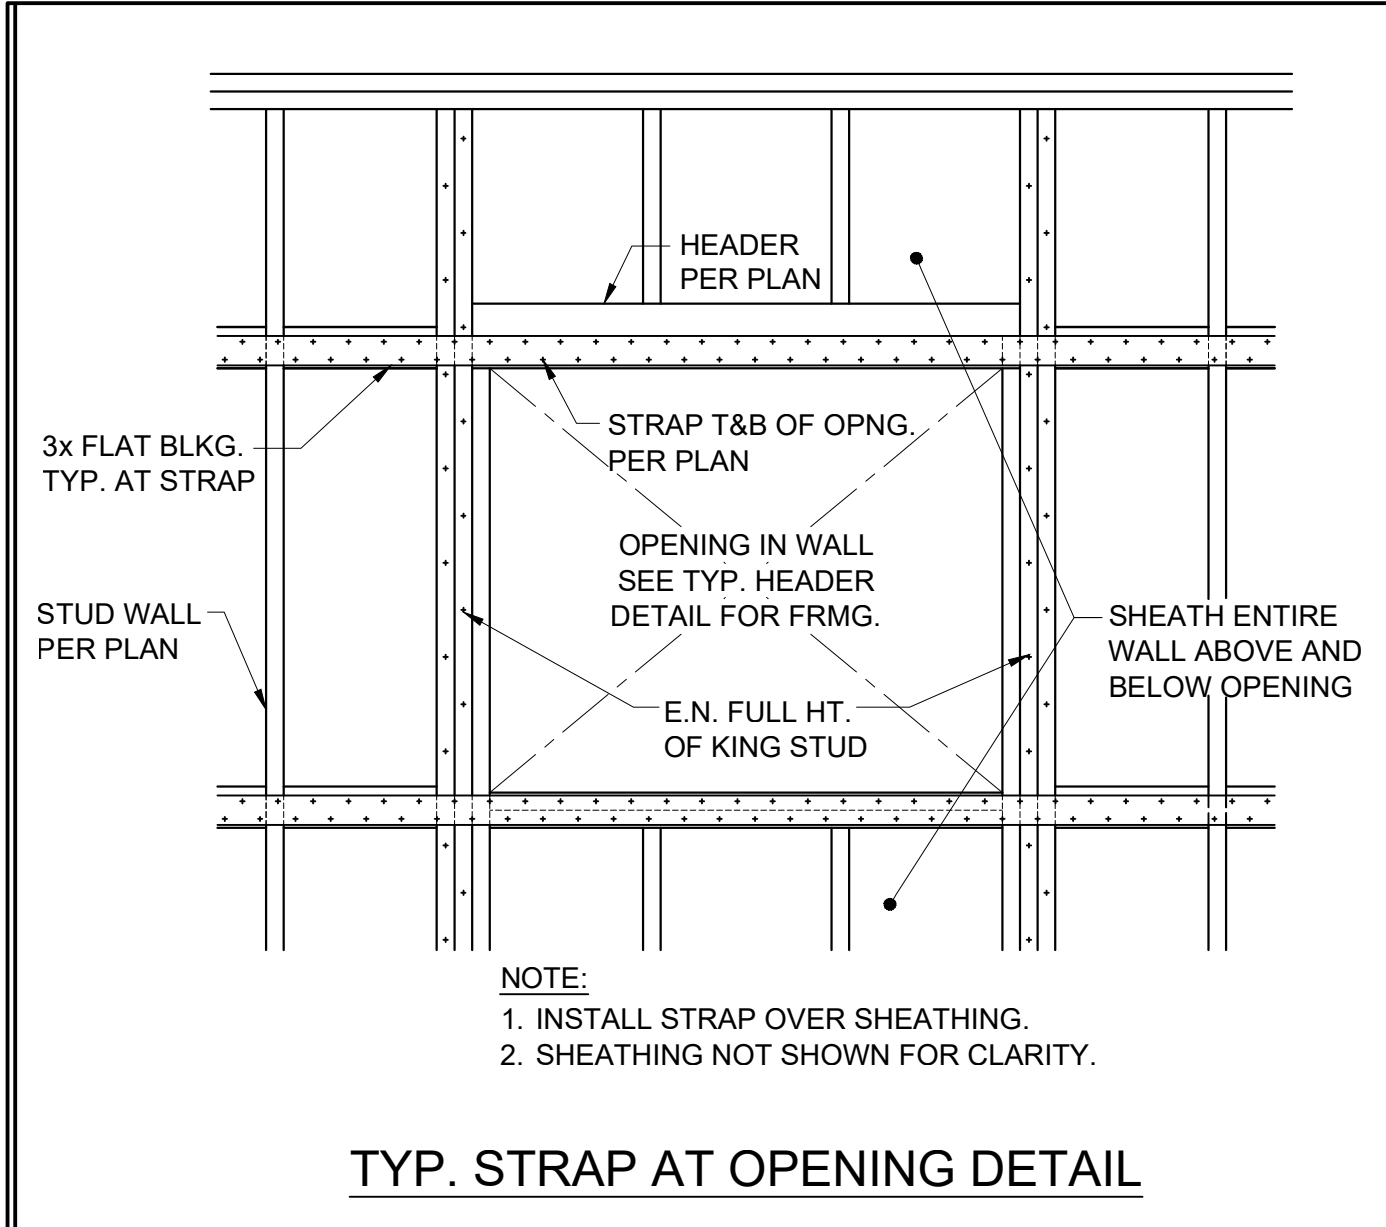 HEADER
PER PLAN
3x FLAT BLKG.
TYP. AT STRAP
STRAP T&B OF OPNG.
PER PLAN
OPENING IN WALL
SEE TYP. HEADER
DETAIL FOR FRMG.
STUD WALL
PER PLAN
SHEATH ENTIRE
WALL ABOVE AND
BELOW OPENING
E.N. FULL HT.
OF KING STUD
NOTE:
1. INSTALL STRAP OVER SHEATHING.
2. SHEATHING NOT SHOWN FOR CLARITY.
TYP. STRAP AT OPENING DETAIL